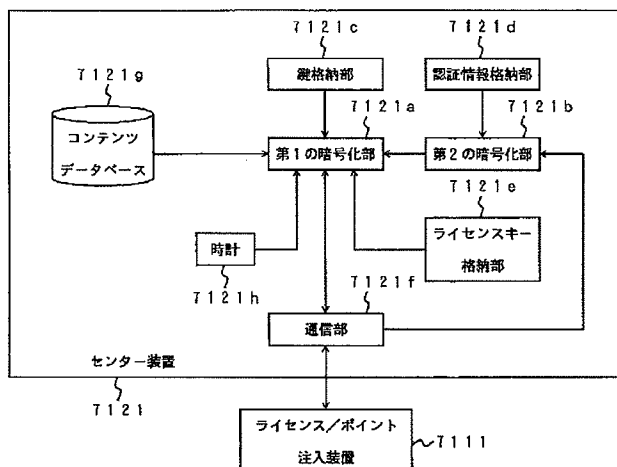 7121c
7121d
鍵格納部
認証情報格納部
7121g
7121a
7121b
コンテンツ
データベース
第1の暗号化部
第2の暗号化部
7121e
ライセンスキー
格納部
時計
7121h
7121f
通信部
センター装置
7121
ライセンス/ポイント
注入装置
7111